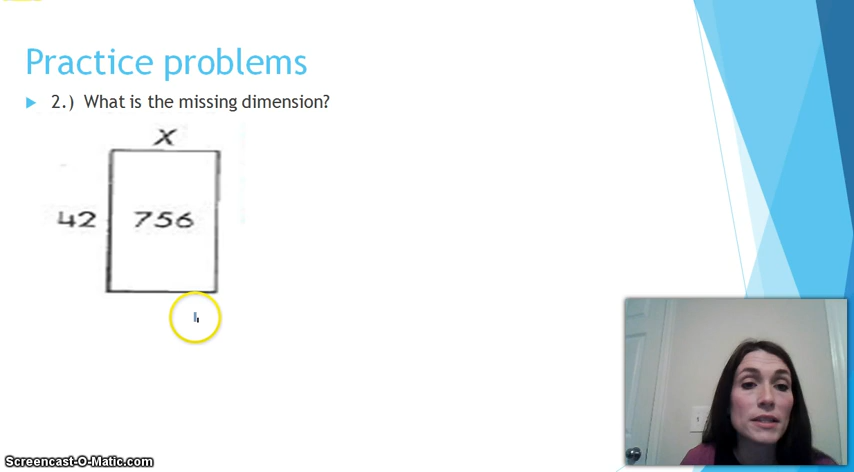 Practice problems
2.) What is the missing dimension?
X
42
756
Screencast-O-Matic.com